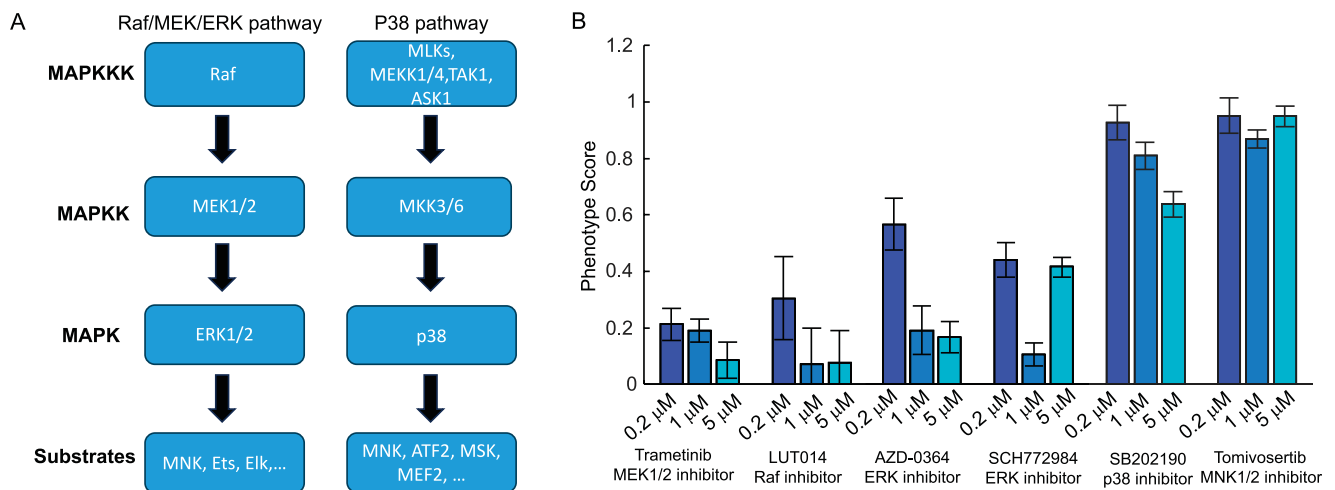 A
Raf/MEK/ERK pathway
P38 pathway
MAPKKK
Raf
MLKs,
MEKK1/4,TAK1,
ASK1
MAPKK
MEK1/2
MKK3/6
MAPK
ERK1/2
p38
Substrates
MNK, Ets, Elk,...
MNK, ATF2, MSK,
MEF2, ...
B
Phenotype Score
1.2
1
0.8
0.6
0.4
0.2
0
0.2 µM
1 µM
5 µM
0.2 µM
1 µM
5 µM
0.2 µM
1 µM
5 µM
0.2 µM
1 µM
5 µM
0.2 µM
1 µM
5 µM
0.2 µM
1 µM
5 µM
Trametinib
MEK1/2 inhibitor
LUT014
Raf inhibitor
AZD-0364
ERK inhibitor
SCH772984
ERK inhibitor
SB202190
p38 inhibitor
Tomivosertib
MNK1/2 inhibitor